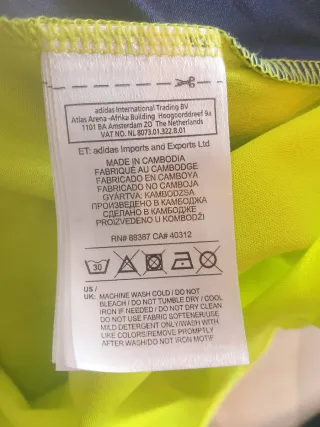 adidas International Trading BV
Atlas Arena -Afrika Building Hoogoorddreef 9a
1101 BA Amsterdam ZO The Netherlands
VAT NO. NL 8073.01.322.B.01
ET: adidas Imports and Exports Ltd
MADE IN CAMBODIA
FABRIQUÉ AU CAMBODGE
FABRICADO EN CAMBOYA
FABRICADO NO CAMBOJA
GYÁRTVA; KAMBODZSA
ПРОИЗВЕДЕНО В КАМБОДЖА
СДЕЛАНО В КАМБОДЖЕ
PROIZVEDENO U KOMBODŽI
RN# 88387 CA# 40312
30
US /
UK: MACHINE WASH COLD / DO NOT
BLEACH / DO NOT TUMBLE DRY / COOL
IRON IF NEEDED / DO NOT DRY CLEAN
DO NOT USE FABRIC SOFTENER/USE
MILD DETERGENT ONLY/WASH WITH
LIKE COLORS/REMOVE PROMPTLY
AFTER WASH/DO NOT IRON MOTIF